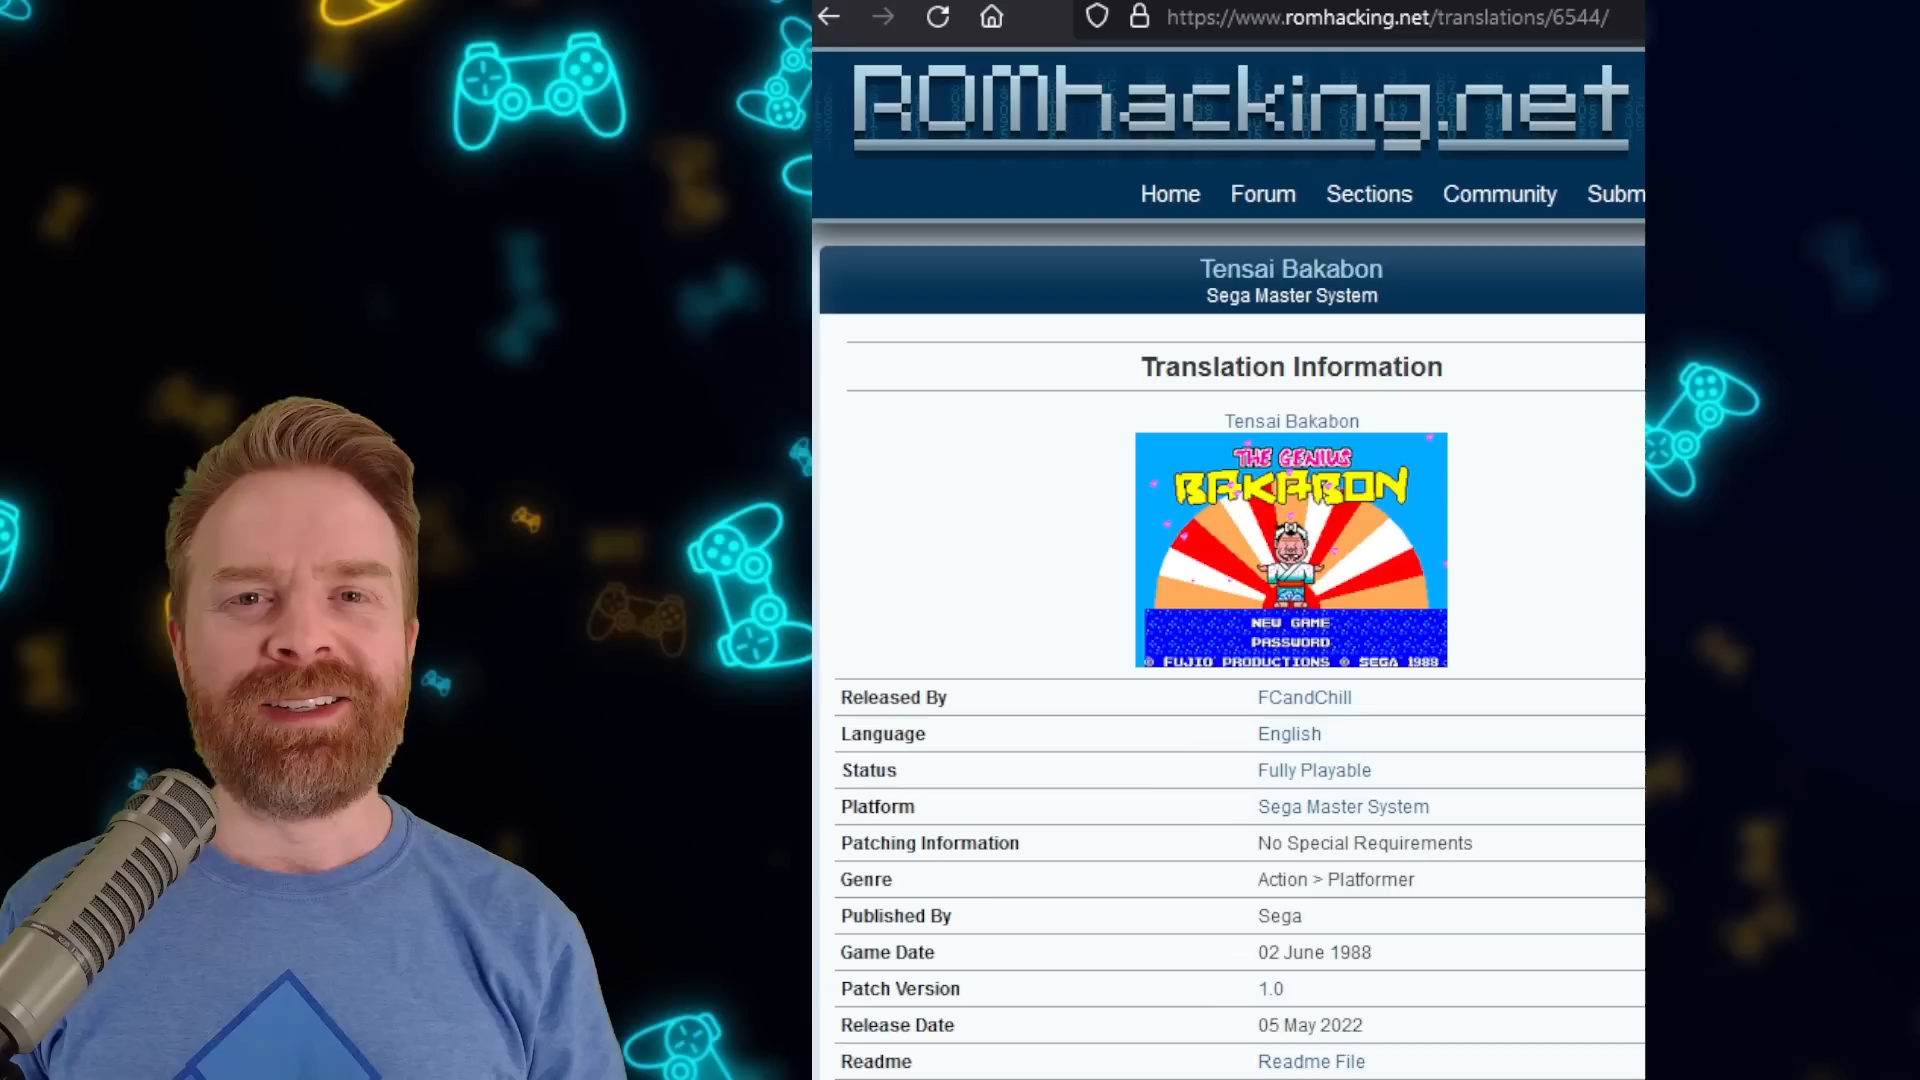 https://www.romhacking.net/translations/6544/
ROMhacking.net
Home Forum Sections Community Subm
Tensai Bakabon
Sega Master System
Translation Information
Tensai Bakabon
THE GENIUS
BAKABON
NEW GAME
PASSWORD
© FUJIO PRODUCTIONS © SEGA 1988
Released By FCandChill
Language English
Status Fully Playable
Platform Sega Master System
Patching Information No Special Requirements
Genre Action > Platformer
Published By Sega
Game Date 02 June 1988
Patch Version 1.0
Release Date 05 May 2022
Readme Readme File